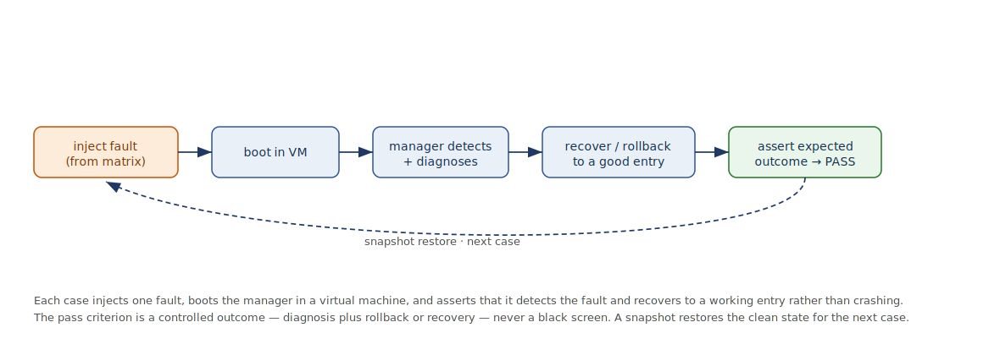 inject fault
(from matrix)
boot in VM
manager detects
+ diagnoses
recover / rollback
to a good entry
assert expected
outcome → PASS
snapshot restore · next case
Each case injects one fault, boots the manager in a virtual machine, and asserts that it detects the fault and recovers to a working entry rather than crashing.
The pass criterion is a controlled outcome — diagnosis plus rollback or recovery — never a black screen. A snapshot restores the clean state for the next case.